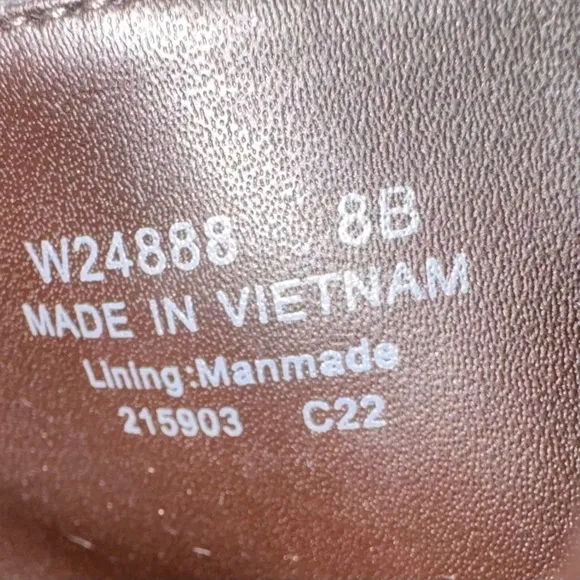 W24888 8B
MADE IN VIETNAM
Lining:Manmade
215903 C22